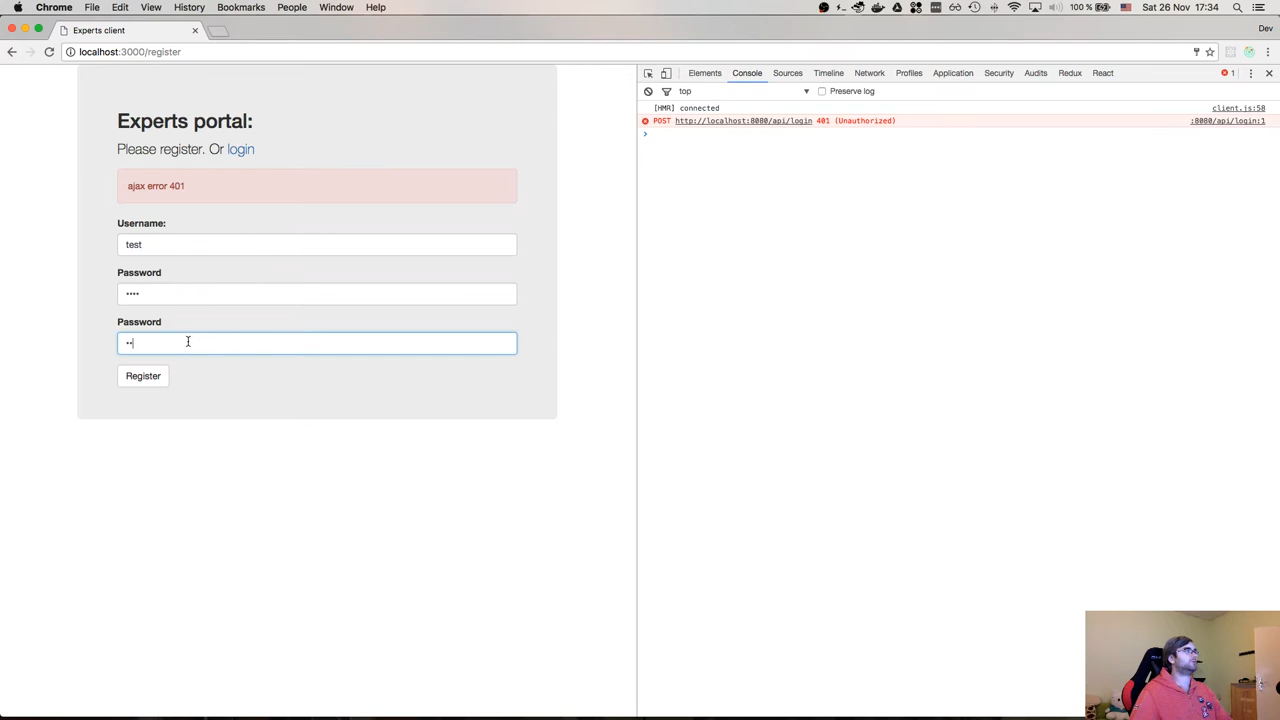 Chrome File Edit View History Bookmarks People Window Help 100 % Sat 26 Nov 17:34
Experts client Dev
localhost:3000/register
Elements Console Sources Timeline Network Profiles Application Security Audits Redux React 1
top Preserve log
[HMR] connected client.js:58
POST http://localhost:8080/api/login 401 (Unauthorized) :8080/api/login:1
Experts portal:
Please register. Or login
ajax error 401
Username:
test
Password
••••
Password
••
Register